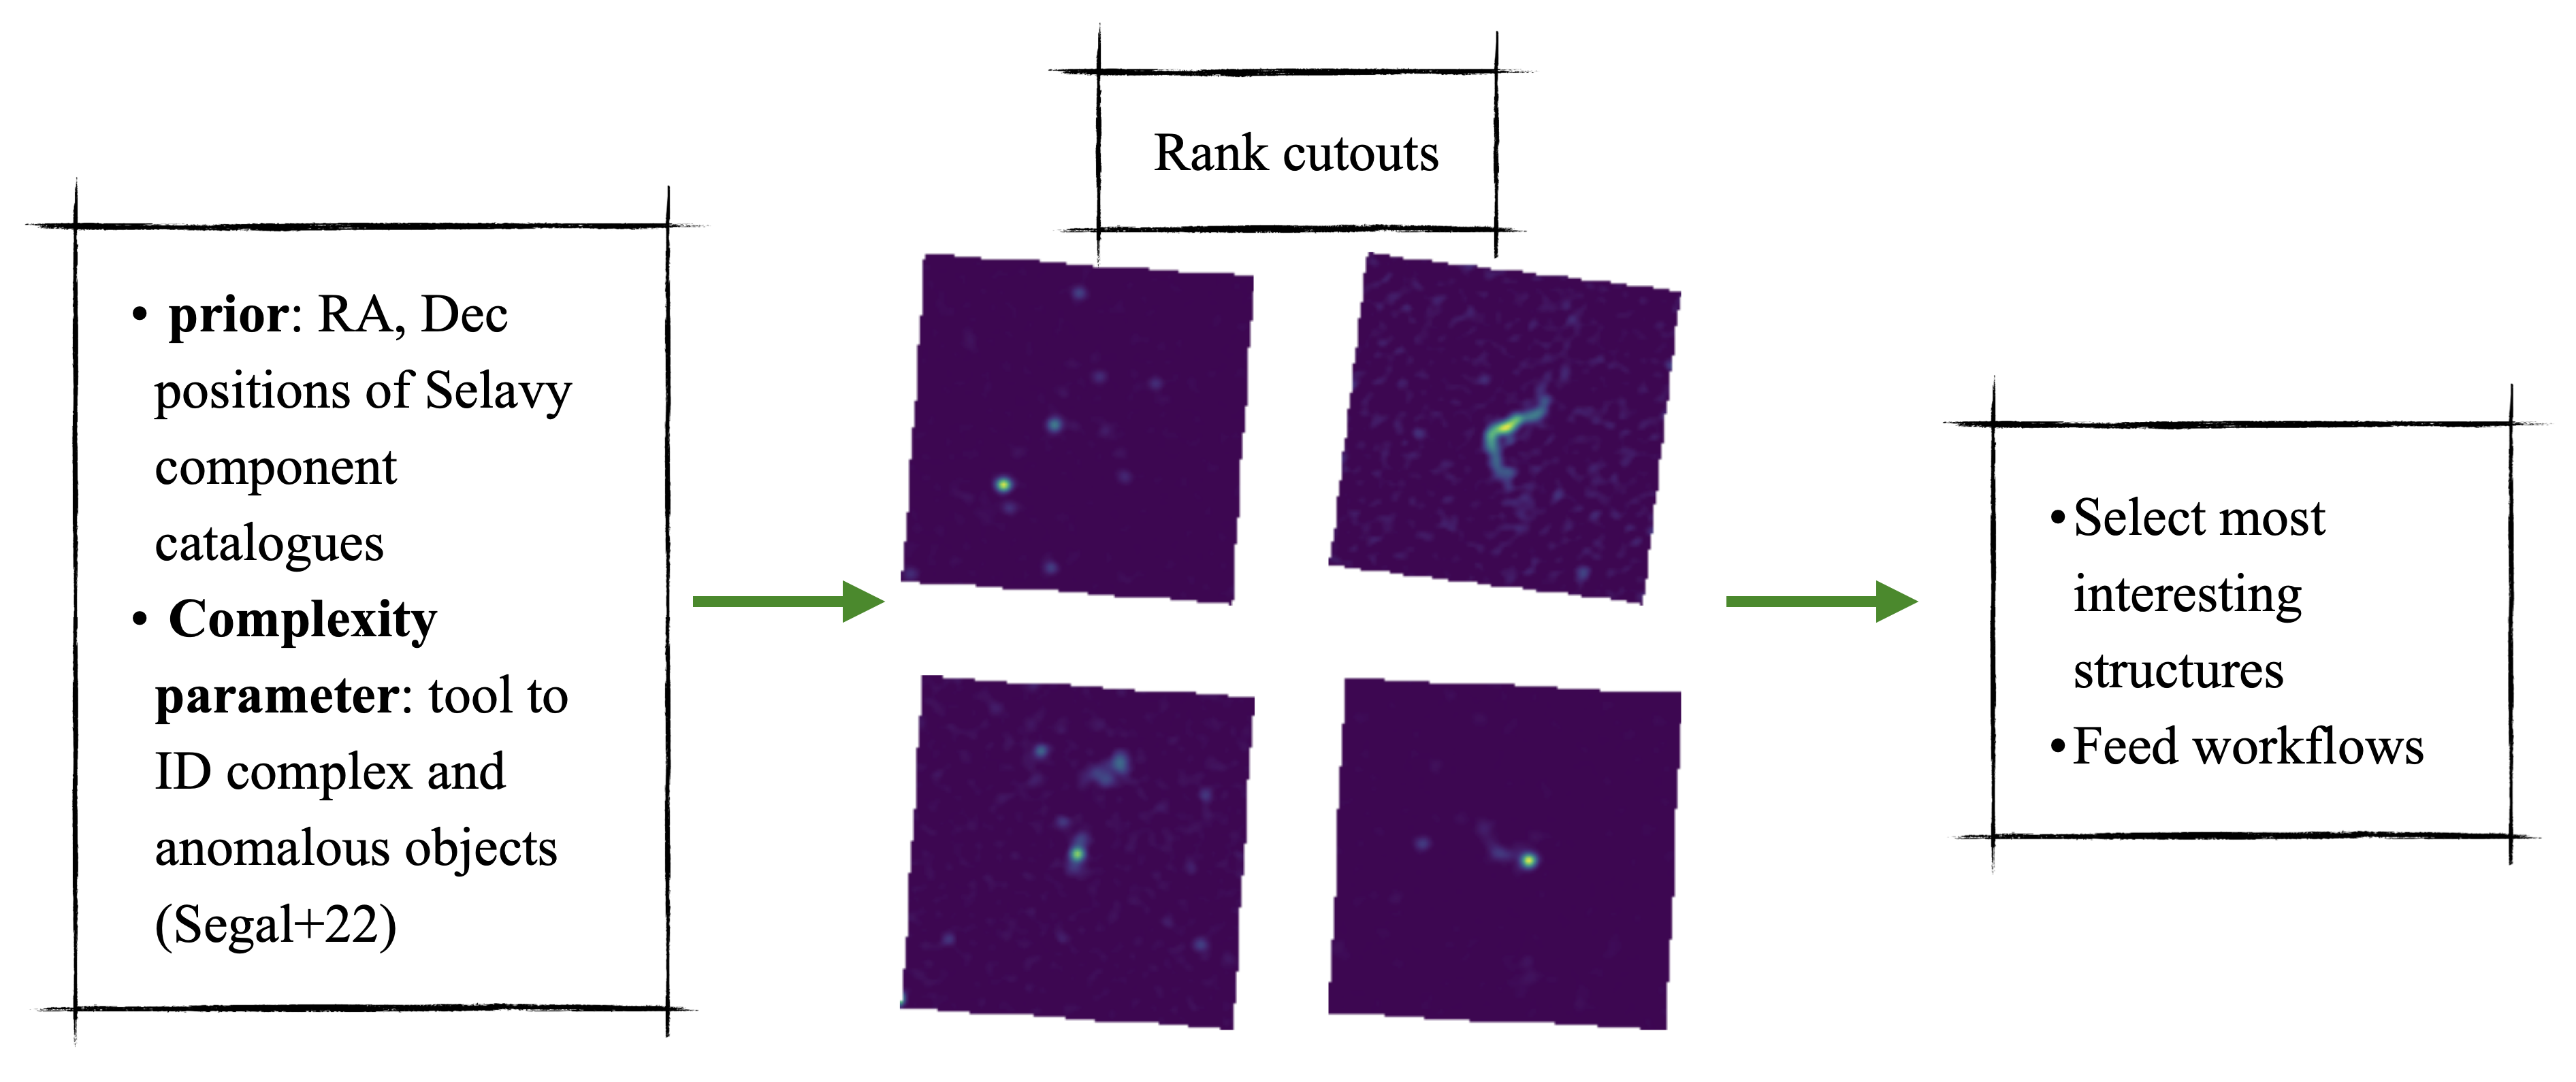 Rank cutouts
• prior: RA, Dec
positions of Selavy
component
catalogues
• Complexity
parameter: tool to
ID complex and
anomalous objects
(Segal+22)
•Select most
interesting
structures
•Feed workflows